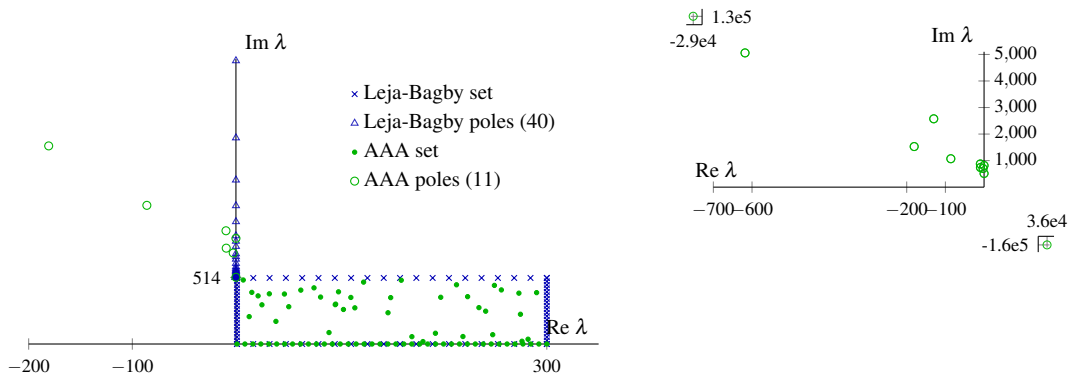 Im λ
Leja-Bagby set
Leja-Bagby poles (40)
AAA set
AAA poles (11)
514
Re λ
−200
−100
300
1.3e5
-2.9e4
Im λ
5,000
4,000
3,000
2,000
1,000
Re λ
−700
−600
−200
−100
3.6e4
-1.6e5